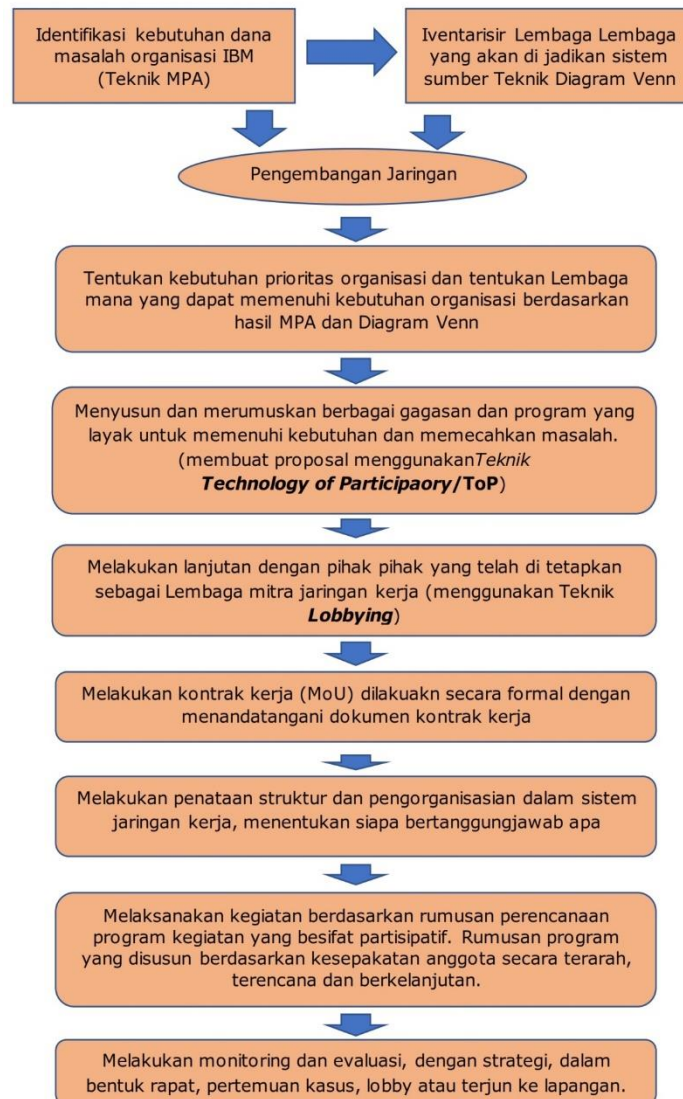 Identifikasi kebutuhan dana
masalah organisasi IBM
(Teknik MPA)
Iventarisir Lembaga Lembaga
yang akan di jadikan sistem
sumber Teknik Diagram Venn
Pengembangan Jaringan
Tentukan kebutuhan prioritas organisasi dan tentukan Lembaga
mana yang dapat memenuhi kebutuhan organisasi berdasarkan
hasil MPA dan Diagram Venn
Menyusun dan merumuskan berbagai gagasan dan program yang
layak untuk memenuhi kebutuhan dan memecahkan masalah.
(membuat proposal menggunakanTeknik
Technology of Participaory/ToP)
Melakukan lanjutan dengan pihak pihak yang telah di tetapkan
sebagai Lembaga mitra jaringan kerja (menggunakan Teknik
Lobbying)
Melakukan kontrak kerja (MoU) dilakuakn secara formal dengan
menandatangani dokumen kontrak kerja
Melakukan penataan struktur dan pengorganisasian dalam sistem
jaringan kerja, menentukan siapa bertanggungjawab apa
Melaksanakan kegiatan berdasarkan rumusan perencanaan
program kegiatan yang besifat partisipatif. Rumusan program
yang disusun berdasarkan kesepakatan anggota secara terarah,
terencana dan berkelanjutan.
Melakukan monitoring dan evaluasi, dengan strategi, dalam
bentuk rapat, pertemuan kasus, lobby atau terjun ke lapangan.